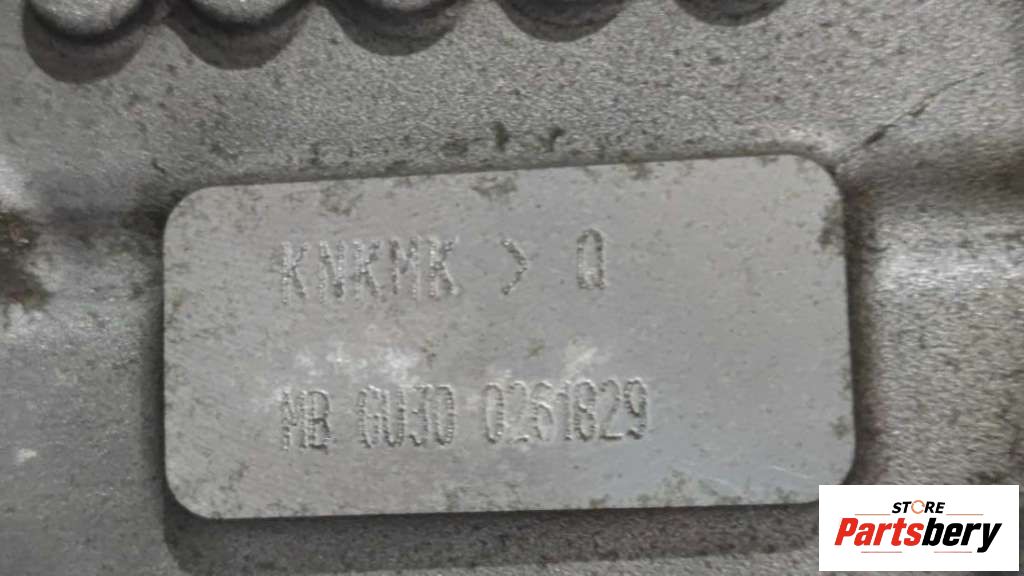 KNKMK > Q
MB GU30 0261829
STORE
Partsbery